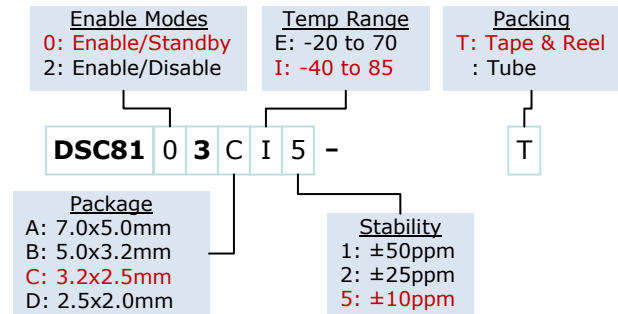 Enable Modes
0: Enable/Standby
2: Enable/Disable
Temp Range
E: -20 to 70
I: -40 to 85
Packing
T: Tape & Reel
: Tube
DSC81 0 3 C I 5 - T
Package
A: 7.0x5.0mm
B: 5.0x3.2mm
C: 3.2x2.5mm
D: 2.5x2.0mm
Stability
1: ±50ppm
2: ±25ppm
5: ±10ppm